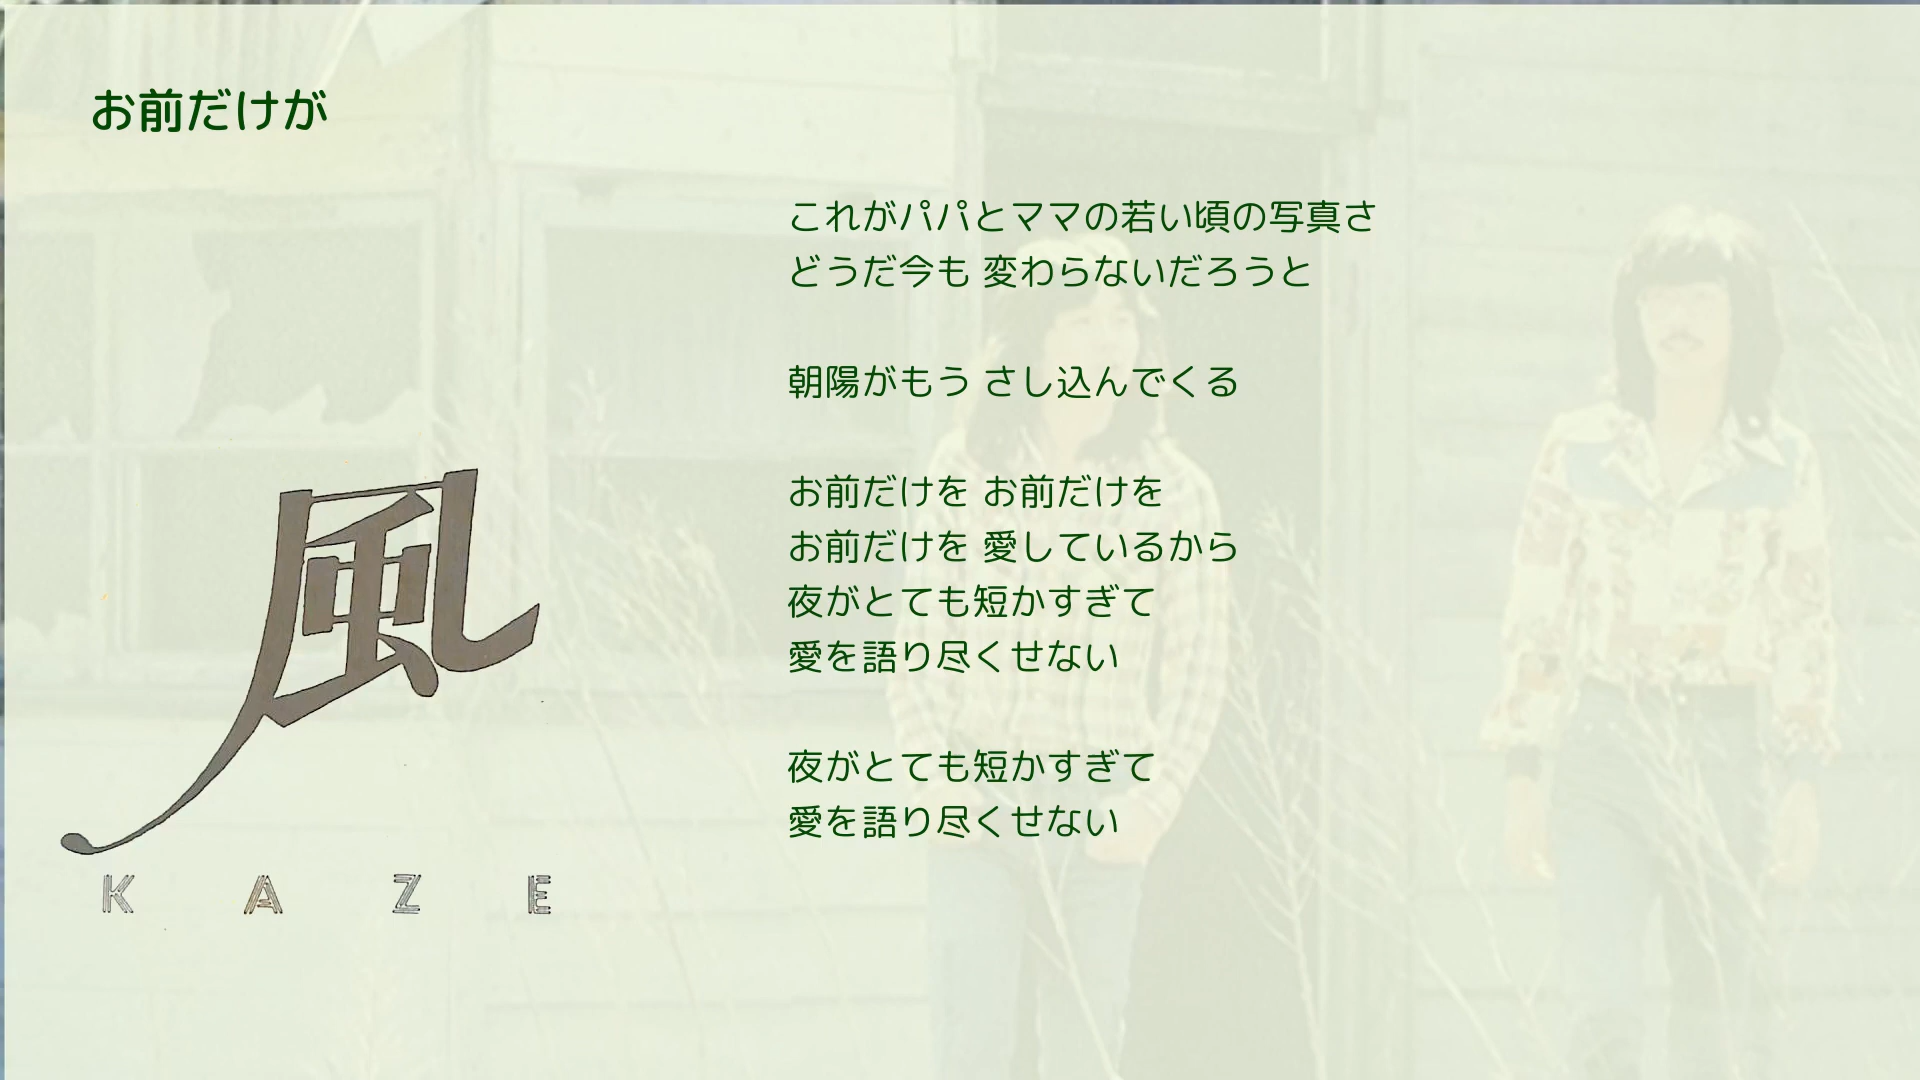 お前だけが
これがパパとママの若い頃の写真さ
どうだ今も 変わらないだろうと
朝陽がもう さし込んでくる
お前だけを お前だけを
お前だけを 愛しているから
夜がとても短かすぎて
愛を語り尽くせない
夜がとても短かすぎて
愛を語り尽くせない
風
KAZE